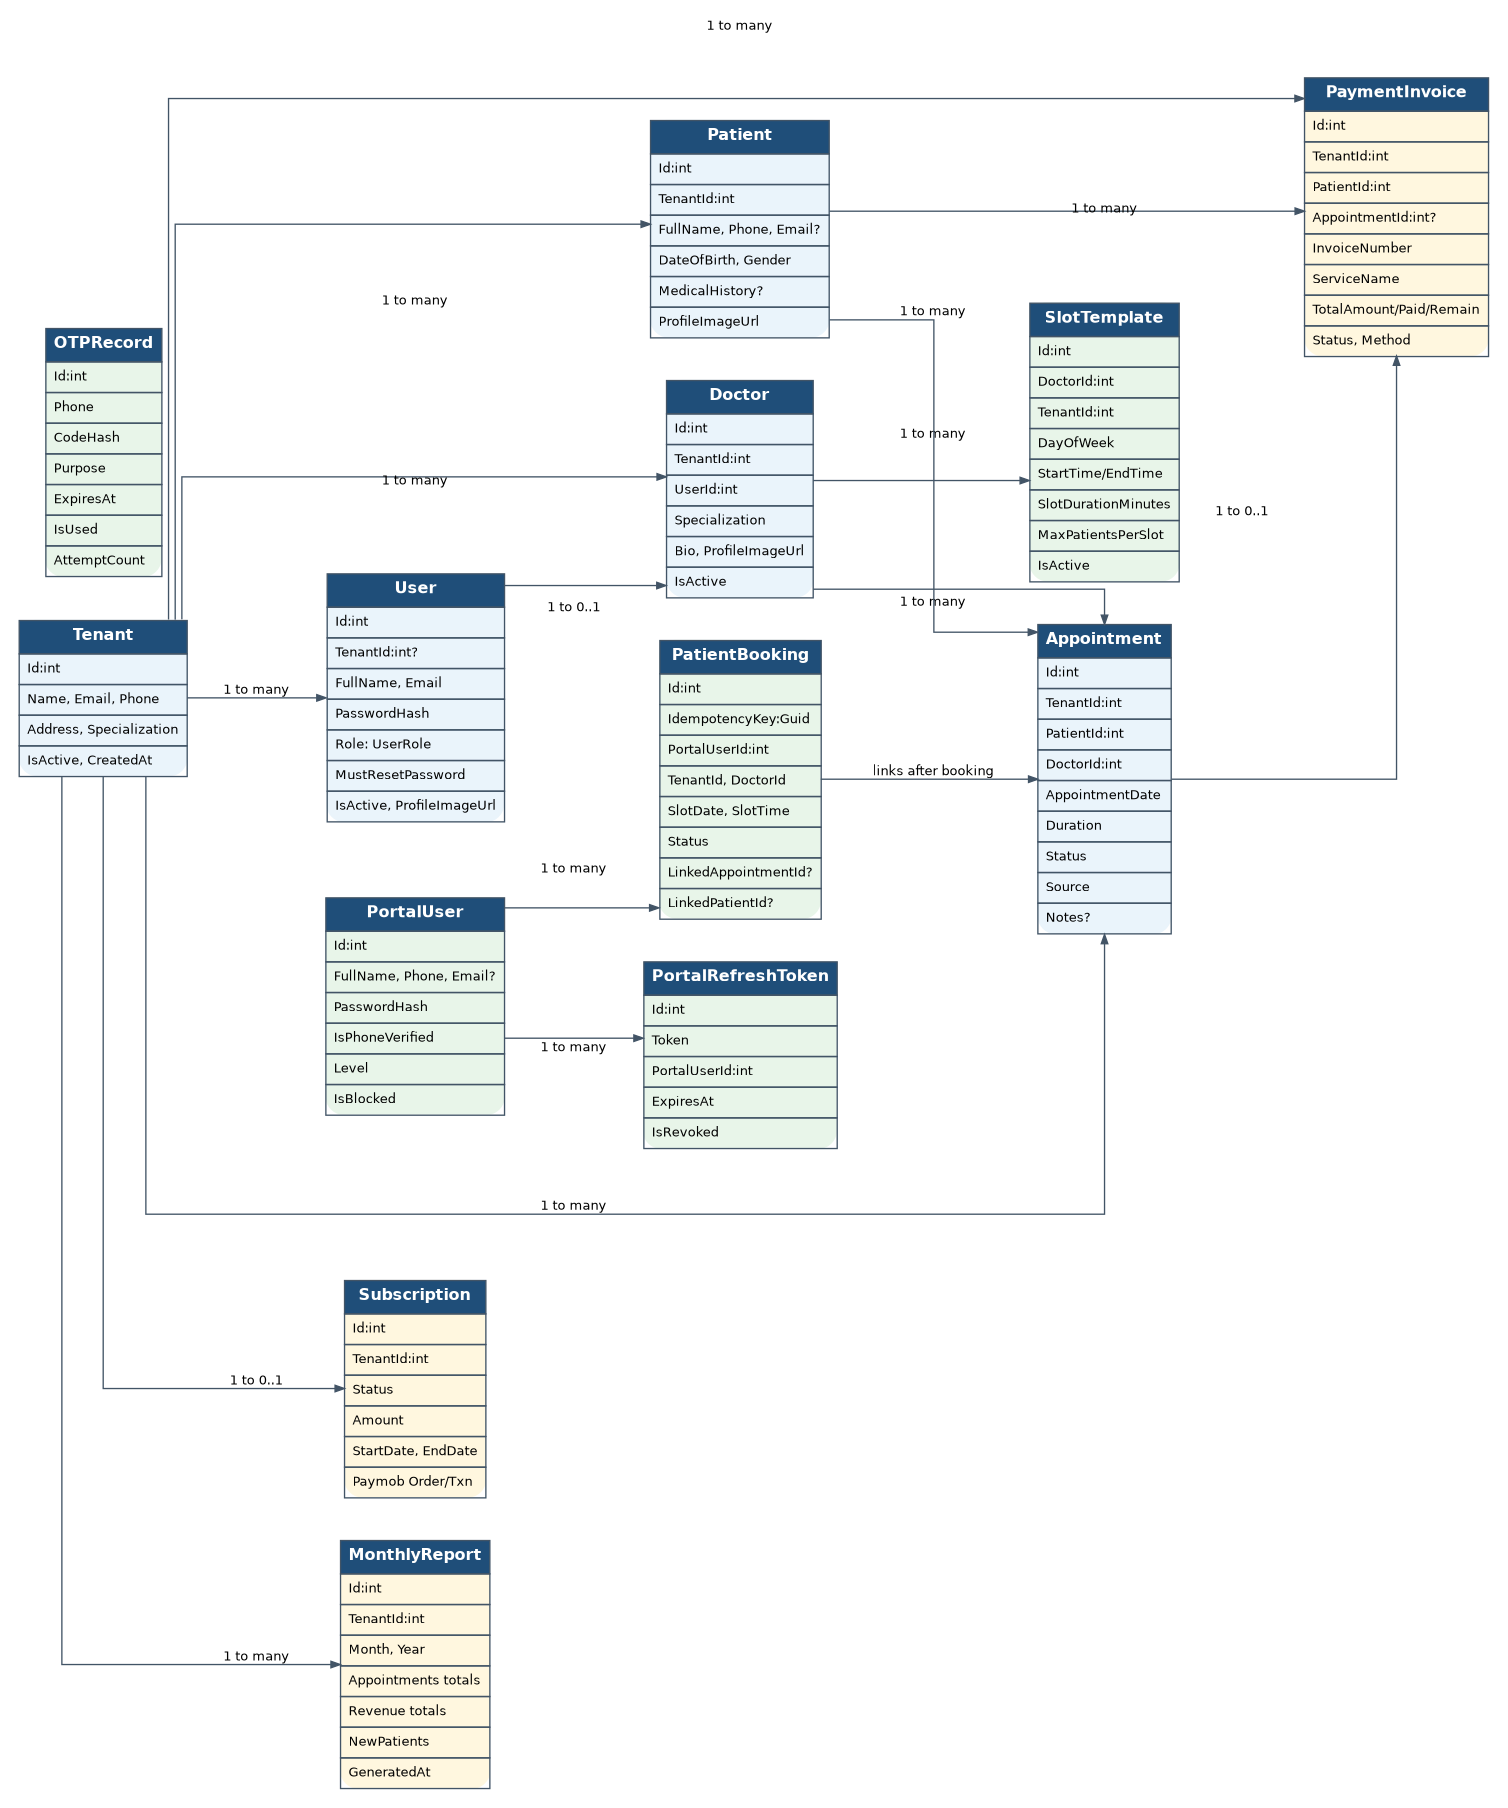 1 to many
PaymentInvoice
Id:int
TenantId:int
PatientId:int
AppointmentId:int?
InvoiceNumber
ServiceName
TotalAmount/Paid/Remain
Status, Method
Patient
Id:int
TenantId:int
FullName, Phone, Email?
DateOfBirth, Gender
MedicalHistory?
ProfileImageUrl
1 to many
1 to many
1 to many
SlotTemplate
Id:int
DoctorId:int
TenantId:int
DayOfWeek
StartTime/EndTime
SlotDurationMinutes
MaxPatientsPerSlot
IsActive
OTPRecord
Id:int
Phone
CodeHash
Purpose
ExpiresAt
IsUsed
AttemptCount
Doctor
Id:int
TenantId:int
UserId:int
Specialization
Bio, ProfileImageUrl
IsActive
1 to many
1 to many
1 to 0..1
User
Id:int
TenantId:int?
FullName, Email
PasswordHash
Role: UserRole
MustResetPassword
IsActive, ProfileImageUrl
1 to 0..1
1 to many
Tenant
Id:int
Name, Email, Phone
Address, Specialization
IsActive, CreatedAt
1 to many
PatientBooking
Id:int
IdempotencyKey:Guid
PortalUserId:int
TenantId, DoctorId
SlotDate, SlotTime
Status
LinkedAppointmentId?
LinkedPatientId?
links after booking
Appointment
Id:int
TenantId:int
PatientId:int
DoctorId:int
AppointmentDate
Duration
Status
Source
Notes?
1 to many
PortalUser
Id:int
FullName, Phone, Email?
PasswordHash
IsPhoneVerified
Level
IsBlocked
1 to many
PortalRefreshToken
Id:int
Token
PortalUserId:int
ExpiresAt
IsRevoked
1 to many
Subscription
Id:int
TenantId:int
Status
Amount
StartDate, EndDate
Paymob Order/Txn
1 to 0..1
MonthlyReport
Id:int
TenantId:int
Month, Year
Appointments totals
Revenue totals
NewPatients
GeneratedAt
1 to many